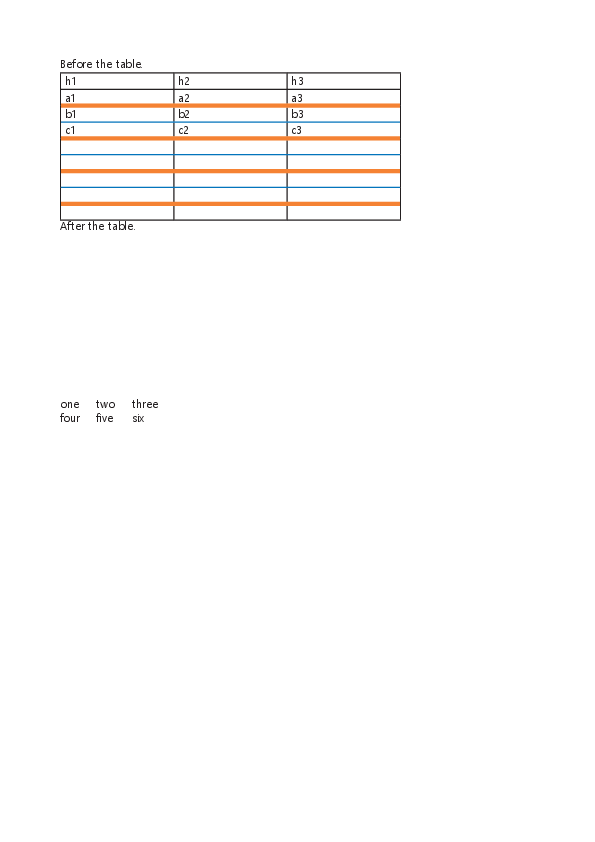 Before the table.
h1 h2 h3
a1 a2 a3
b1 b2 b3
c1 c2 c3
After the table.
one two three
four five six